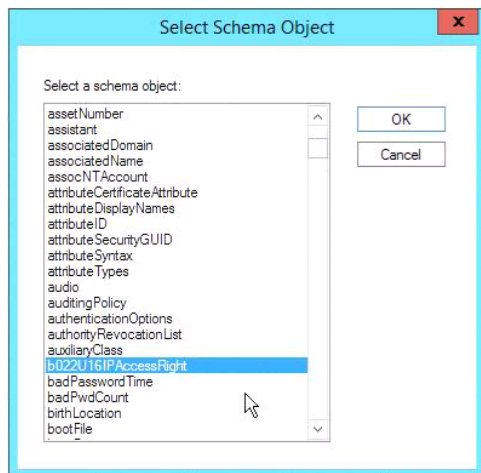 Select Schema Object
x
Select a schema object:
assetNumber
assistant
associatedDomain
associatedName
assocNTAccount
attributeCertificateAttribute
attributeDisplayNames
attributeID
attributeSecurityGUID
attributeSyntax
attributeTypes
audio
auditingPolicy
authenticationOptions
authorityRevocationList
auxiliaryClass
b022U16IPAccessRight
badPasswordTime
badPwdCount
birthLocation
bootFile
OK
Cancel